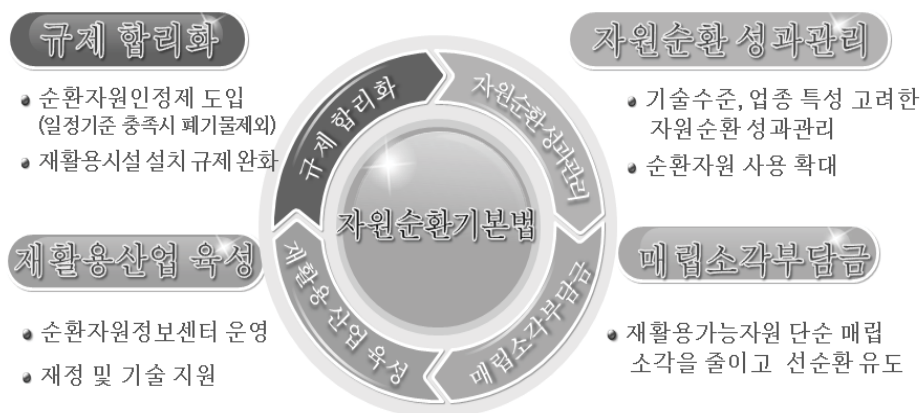 규제 합리화
순환자원인정제 도입
(일정기준 충족시 폐기물제외)
재활용시설 설치 규제 완화
자원순환 성과관리
기술수준, 업종 특성 고려한
자원순환 성과관리
순환자원 사용 확대
규제 합리화
자원순환성과관리
자원순환기본법
재활용 산업 육성
매립소각부담금
재활용산업 육성
순환자원정보센터 운영
재정 및 기술 지원
매립소각부담금
재활용가능자원 단순 매립
소각을 줄이고 선순환 유도